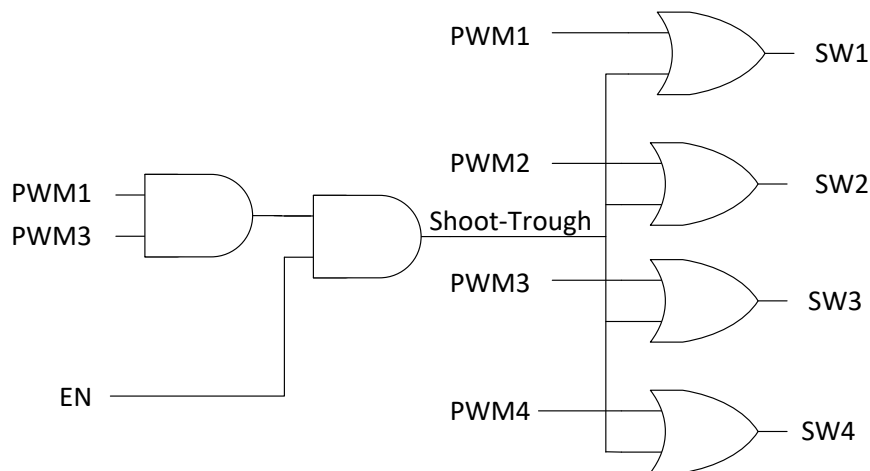 PWM1
SW1
PWM2
SW2
PWM1
PWM3
Shoot-Trough
PWM3
SW3
EN
PWM4
SW4